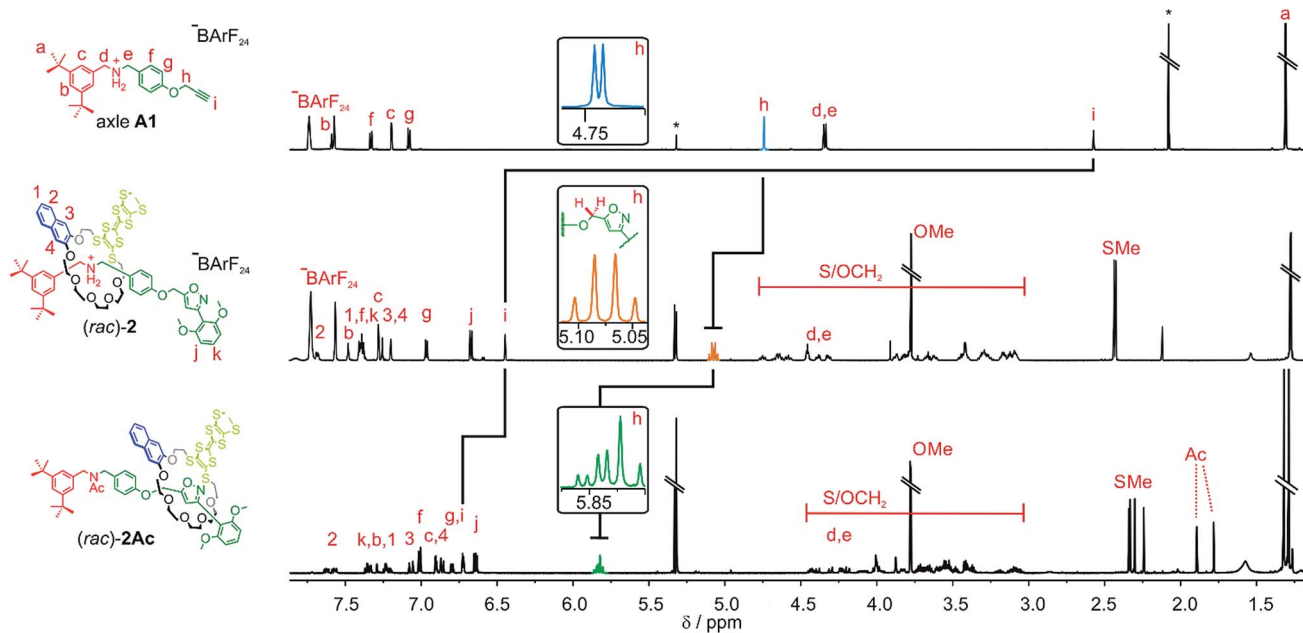 ⁻BArF₂₄
a
c
d
e
f
g
h
i
b
N
+
H₂
O
axle A1
⁻BArF₂₄
b
f
c
g
h
4.75
*
h
d,e
i
*
a
1
2
3
4
S•
S
S
S
S
S
S
S
O
O
N
+
H₂
O
O
O
O
O
O
N
O
O
j
k
⁻BArF₂₄
(rac)-2
⁻BArF₂₄
2
1,f,k
b
c
3,4
g
j
i
h
H
H
O
O
N
5.10
5.05
S/OCH₂
d,e
OMe
SMe
S•
S
S
S
S
S
S
S
O
O
N
Ac
O
O
N
O
O
O
O
O
O
(rac)-2Ac
2
k,b,1
3
f
c,4
g,i
j
h
5.85
S/OCH₂
d,e
OMe
SMe
Ac
7.5 7.0 6.5 6.0 5.5 5.0 4.5 4.0 3.5 3.0 2.5 2.0 1.5
δ / ppm